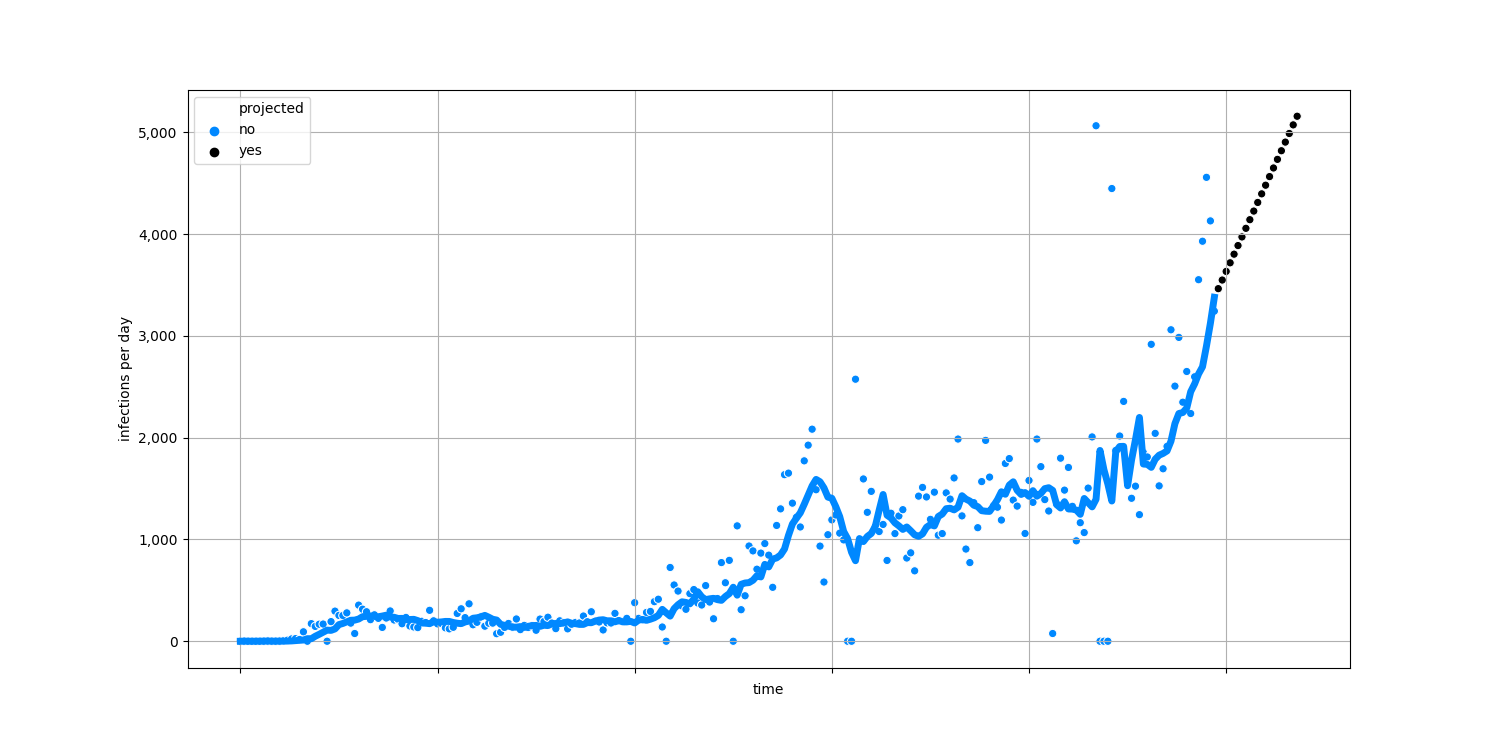 projected
no
yes
5,000
4,000
3,000
2,000
1,000
0
infections per day
time